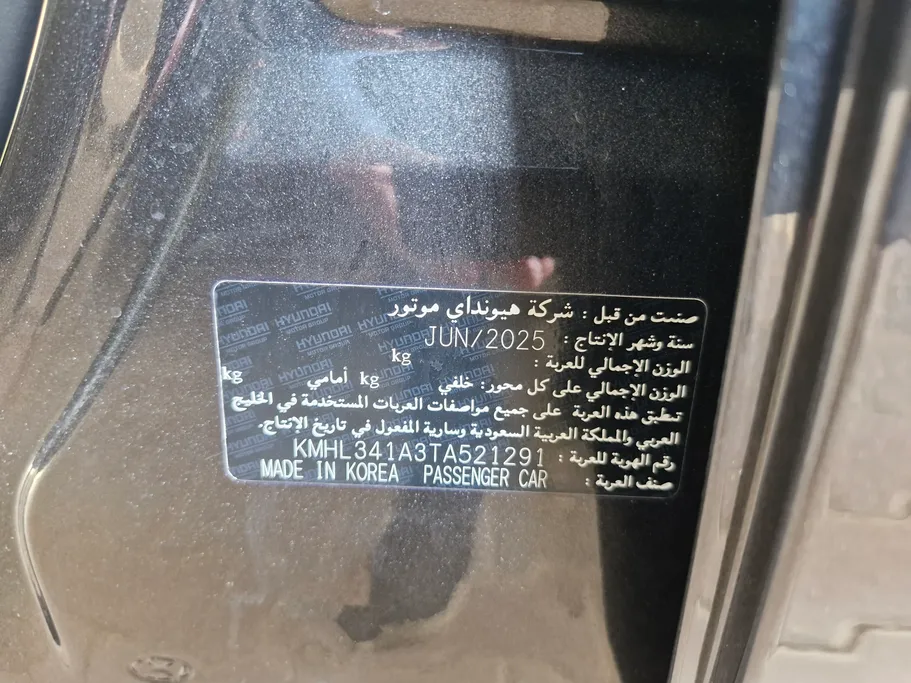 صنعت من قبل : شركة هيونداي موتور
سنة وشهر الإنتاج : JUN/2025
الوزن الإجمالي للعربة : kg
الوزن الإجمالي على كل محور: خلفي kg أمامي kg
تطبق هذه العربة على جميع مواصفات العربات المستخدمة في الخليج
العربي والمملكة العربية السعودية وسارية المفعول في تاريخ الإنتاج.
رقم الهوية للعربة : KMHL341A3TA521291
صنف العربة : PASSENGER CAR MADE IN KOREA
HYUNDAI